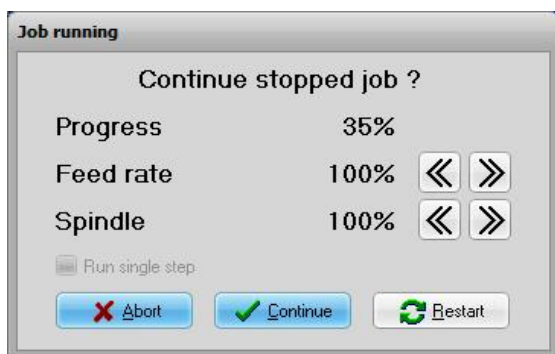 Job running
Continue stopped job ?
Progress 35%
Feed rate 100%
Spindle 100%
Run single step
Abort Continue Restart